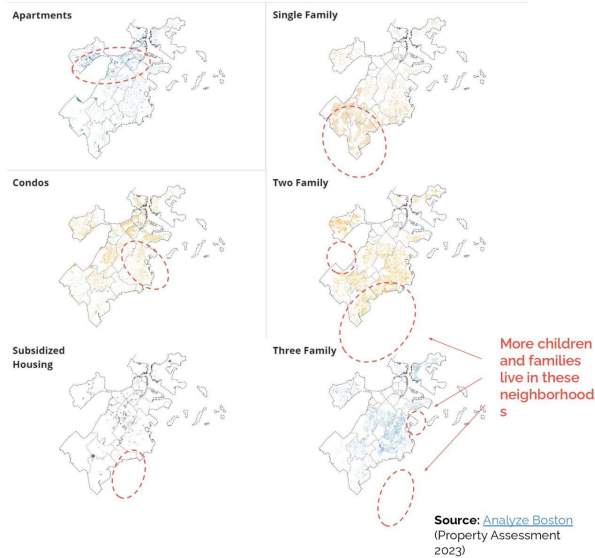 Apartments
Single Family
Condos
Two Family
Subsidized
Housing
Three Family
More children
and families
live in these
neighborhood
s
Source: Analyze Boston
(Property Assessment
2023)